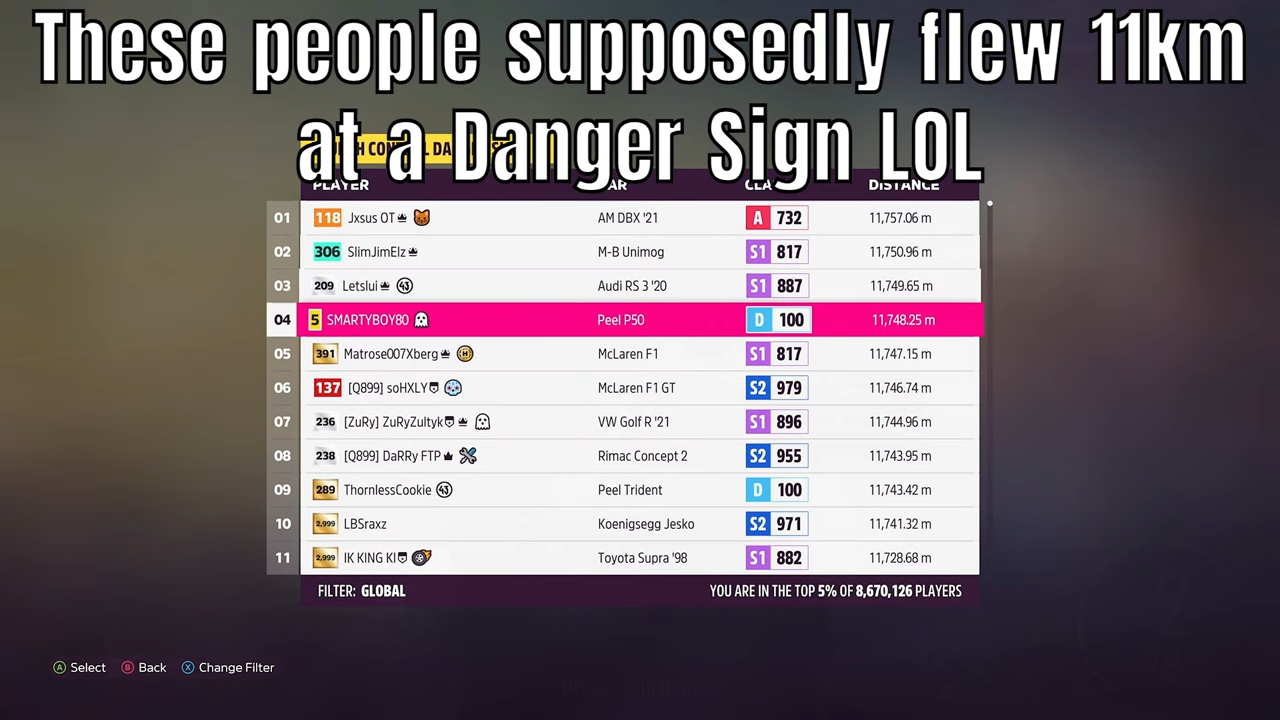 These people supposedly flew 11km
at a Danger Sign LOL
PLAYER DISTANCE
01 118 Jxsus OT AM DBX '21 A 732 11,757.06 m
02 306 SlimJimElz M-B Unimog S1 817 11,750.96 m
03 209 Letslui 43 Audi RS 3 '20 S1 887 11,749.65 m
04 5 SMARTYBOY80 Peel P50 D 100 11,748.25 m
05 391 Matrose007Xberg H McLaren F1 S1 817 11,747.15 m
06 137 [Q899] soHXLY McLaren F1 GT S2 979 11,746.74 m
07 236 [ZuRy] ZuRyZultyk VW Golf R '21 S1 896 11,744.96 m
08 238 [Q899] DaRRy FTP Rimac Concept 2 S2 955 11,743.95 m
09 289 ThornlessCookie 43 Peel Trident D 100 11,743.42 m
10 2,999 LBSraxz Koenigsegg Jesko S2 971 11,741.32 m
11 2,999 IK KING KI Toyota Supra '98 S1 882 11,728.68 m
FILTER: GLOBAL YOU ARE IN THE TOP 5% OF 8,670,126 PLAYERS
A Select B Back X Change Filter